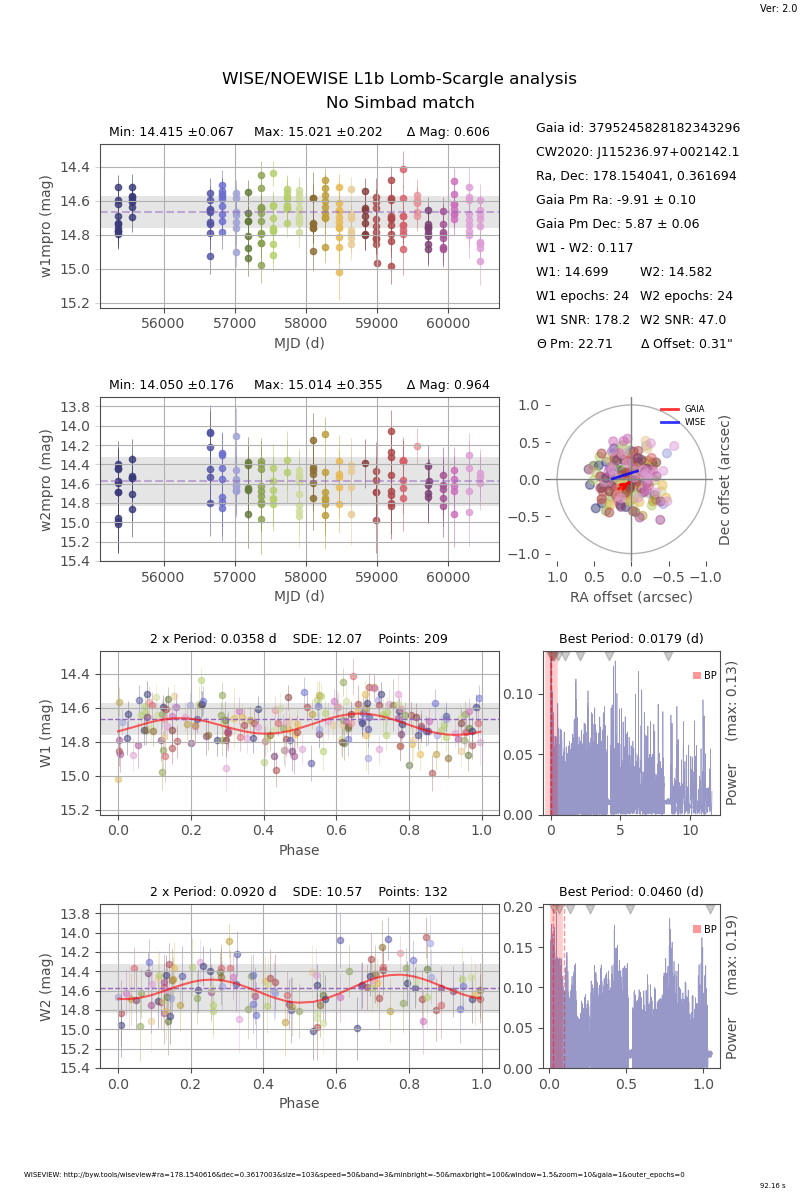 Ver: 2.0
WISE/NOEWISE L1b Lomb-Scargle analysis
No Simbad match
Min: 14.415 ±0.067 Max: 15.021 ±0.202 Δ Mag: 0.606
14.4
14.6
14.8
15.0
15.2
w1mpro (mag)
56000 57000 58000 59000 60000
MJD (d)
Gaia id: 3795245828182343296
CW2020: J115236.97+002142.1
Ra, Dec: 178.154041, 0.361694
Gaia Pm Ra: -9.91 ± 0.10
Gaia Pm Dec: 5.87 ± 0.06
W1 - W2: 0.117
W1: 14.699 W2: 14.582
W1 epochs: 24 W2 epochs: 24
W1 SNR: 178.2 W2 SNR: 47.0
Θ Pm: 22.71 Δ Offset: 0.31"
Min: 14.050 ±0.176 Max: 15.014 ±0.355 Δ Mag: 0.964
13.8
14.0
14.2
14.4
14.6
14.8
15.0
15.2
15.4
w2mpro (mag)
56000 57000 58000 59000 60000
MJD (d)
GAIA
WISE
1.0
0.5
0.0
−0.5
−1.0
1.0 0.5 0.0 −0.5 −1.0
RA offset (arcsec)
Dec offset (arcsec)
2 x Period: 0.0358 d SDE: 12.07 Points: 209
14.4
14.6
14.8
15.0
15.2
W1 (mag)
0.0 0.2 0.4 0.6 0.8 1.0
Phase
Best Period: 0.0179 (d)
BP
0.10
0.05
0.00
0 5 10
Power (max: 0.13)
2 x Period: 0.0920 d SDE: 10.57 Points: 132
13.8
14.0
14.2
14.4
14.6
14.8
15.0
15.2
15.4
W2 (mag)
0.0 0.2 0.4 0.6 0.8 1.0
Phase
Best Period: 0.0460 (d)
BP
0.20
0.15
0.10
0.05
0.00
0.0 0.5 1.0
Power (max: 0.19)
WISEVIEW: http://byw.tools/wiseview#ra=178.1540616&dec=0.3617003&size=103&speed=50&band=3&minbright=-50&maxbright=100&window=1.5&zoom=10&gaia=1&outer_epochs=0
92.16 s